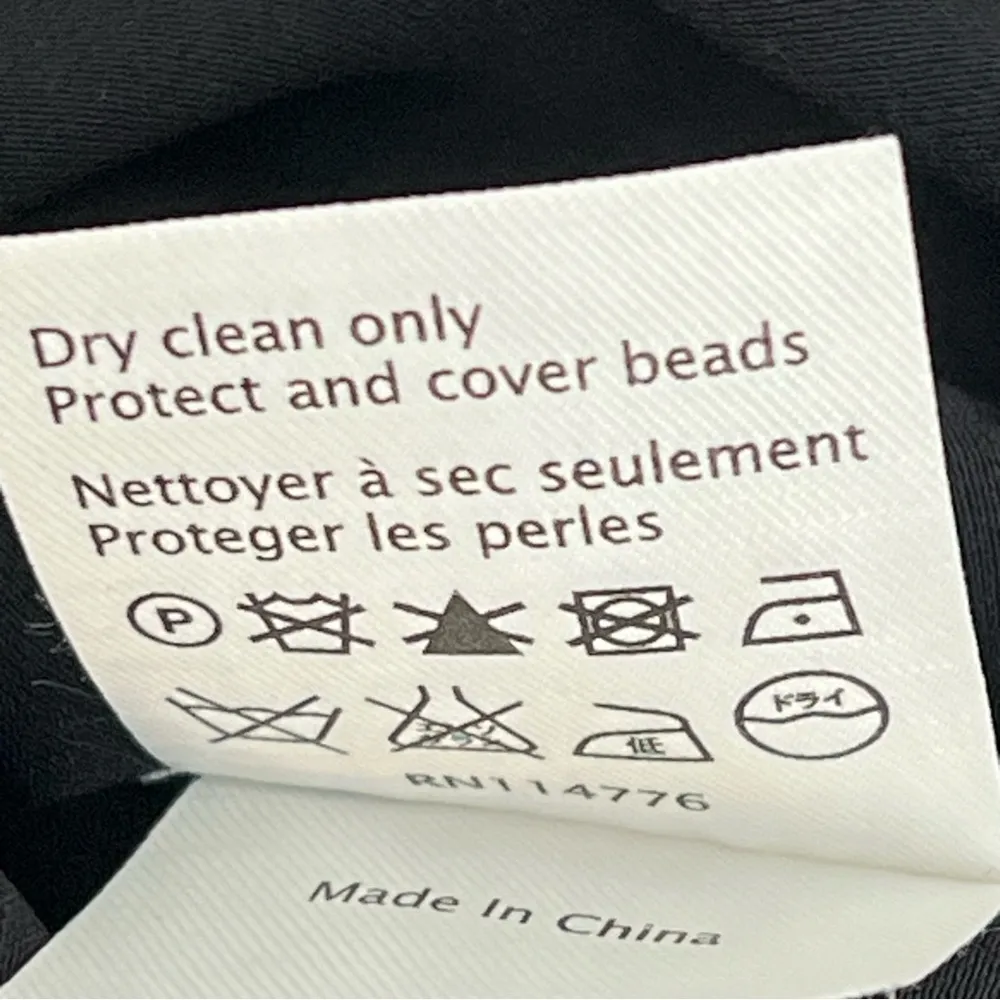 Dry clean only
Protect and cover beads
Nettoyer à sec seulement
Proteger les perles
P
低 ドライ
RN114776
Made In China